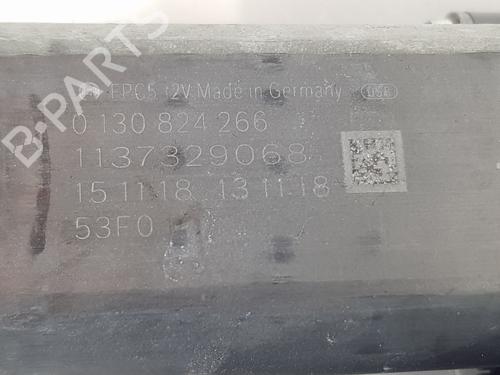 EPC5 12V Made in Germany
0 130 824 266
1137329068
15 11 18 13 11 18
53F0
B-PARTS